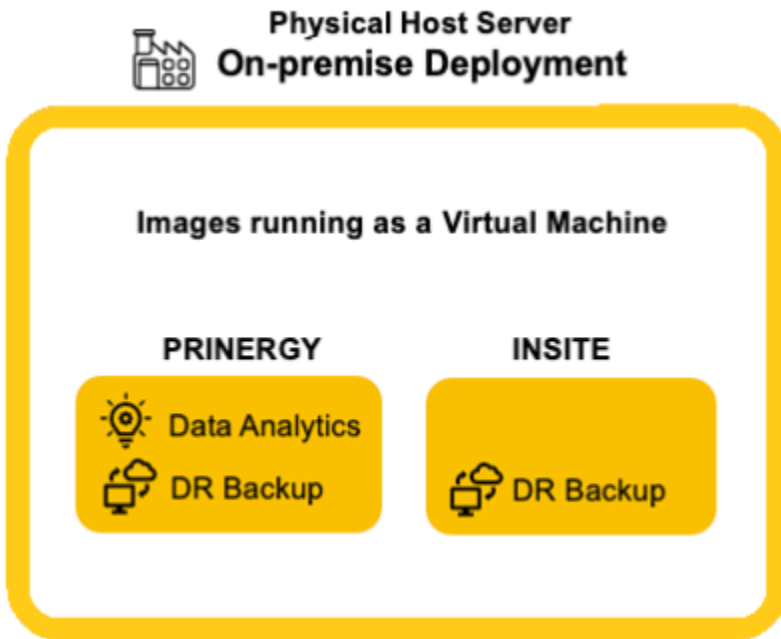 Physical Host Server
On-premise Deployment
Images running as a Virtual Machine
PRINERGY
INSITE
Data Analytics
DR Backup
DR Backup